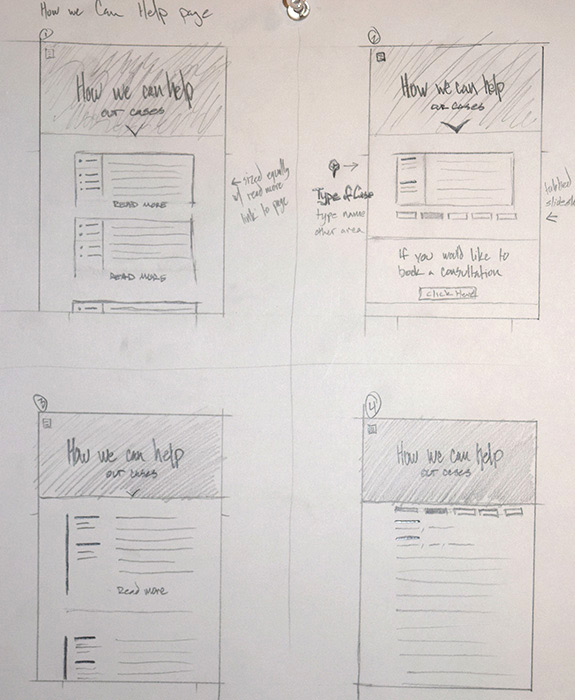 How we Can Help page
1
How we can help
our cases
READ MORE
READ MORE
← sized equally
w/ read more
link to page
2
How we can help
our cases
→
Type of Case
type name
other area
tabbed
←
If you would like to
book a consultation
Click Here!
3
How we can help
our cases
Read more
4
How we can help
our cases